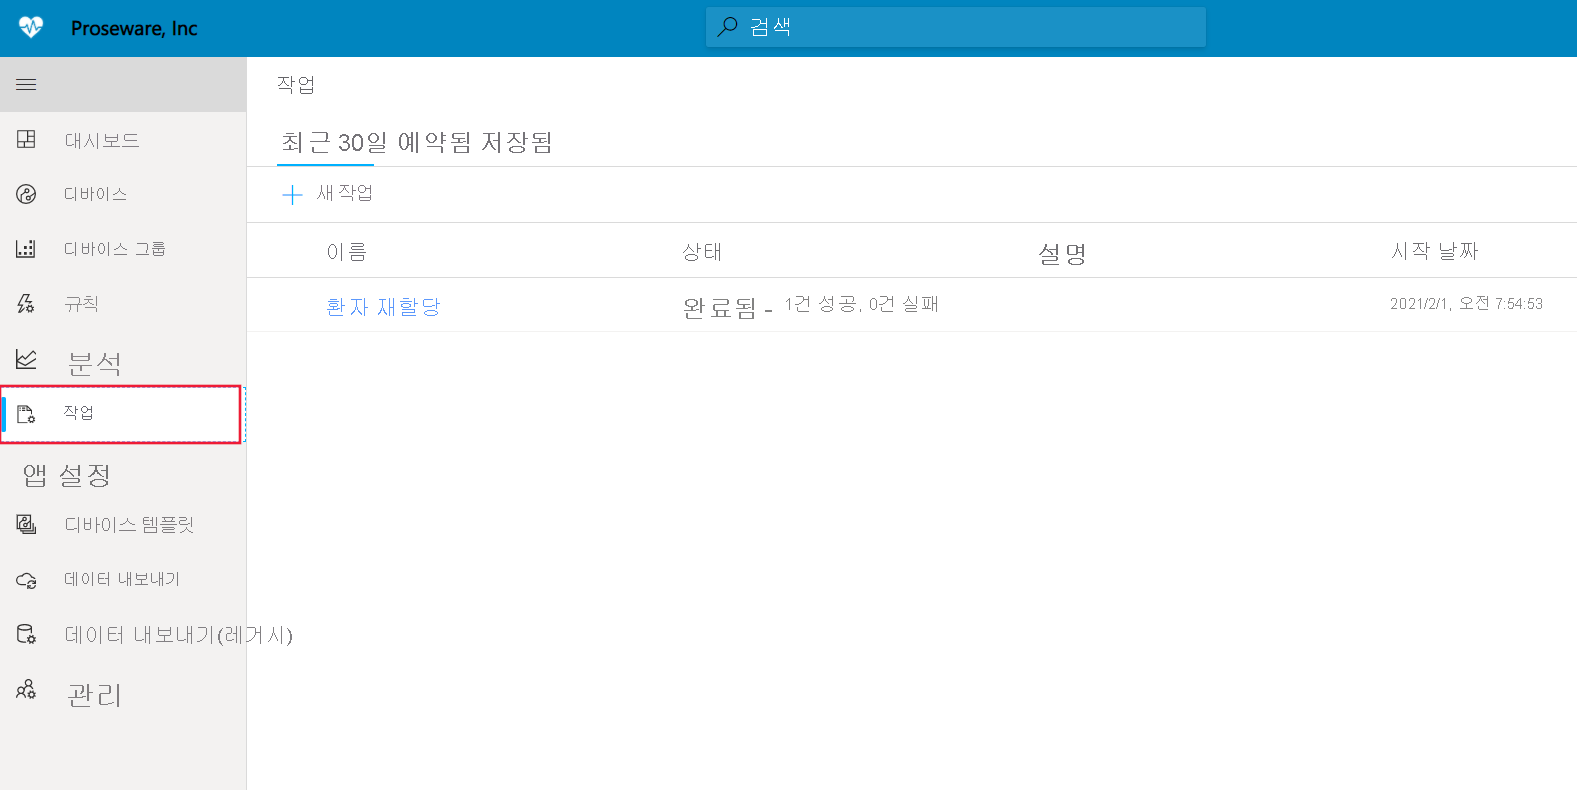 Proseware, Inc
검색
대시보드
디바이스
디바이스 그룹
규칙
분석
작업
앱 설정
디바이스 템플릿
데이터 내보내기
데이터 내보내기(레거시)
관리
작업
최근 30일 예약됨 저장됨
새 작업
이름 상태 설명 시작 날짜
환자 재할당 완료됨 - 1건 성공, 0건 실패 2021/2/1, 오전 7:54:53